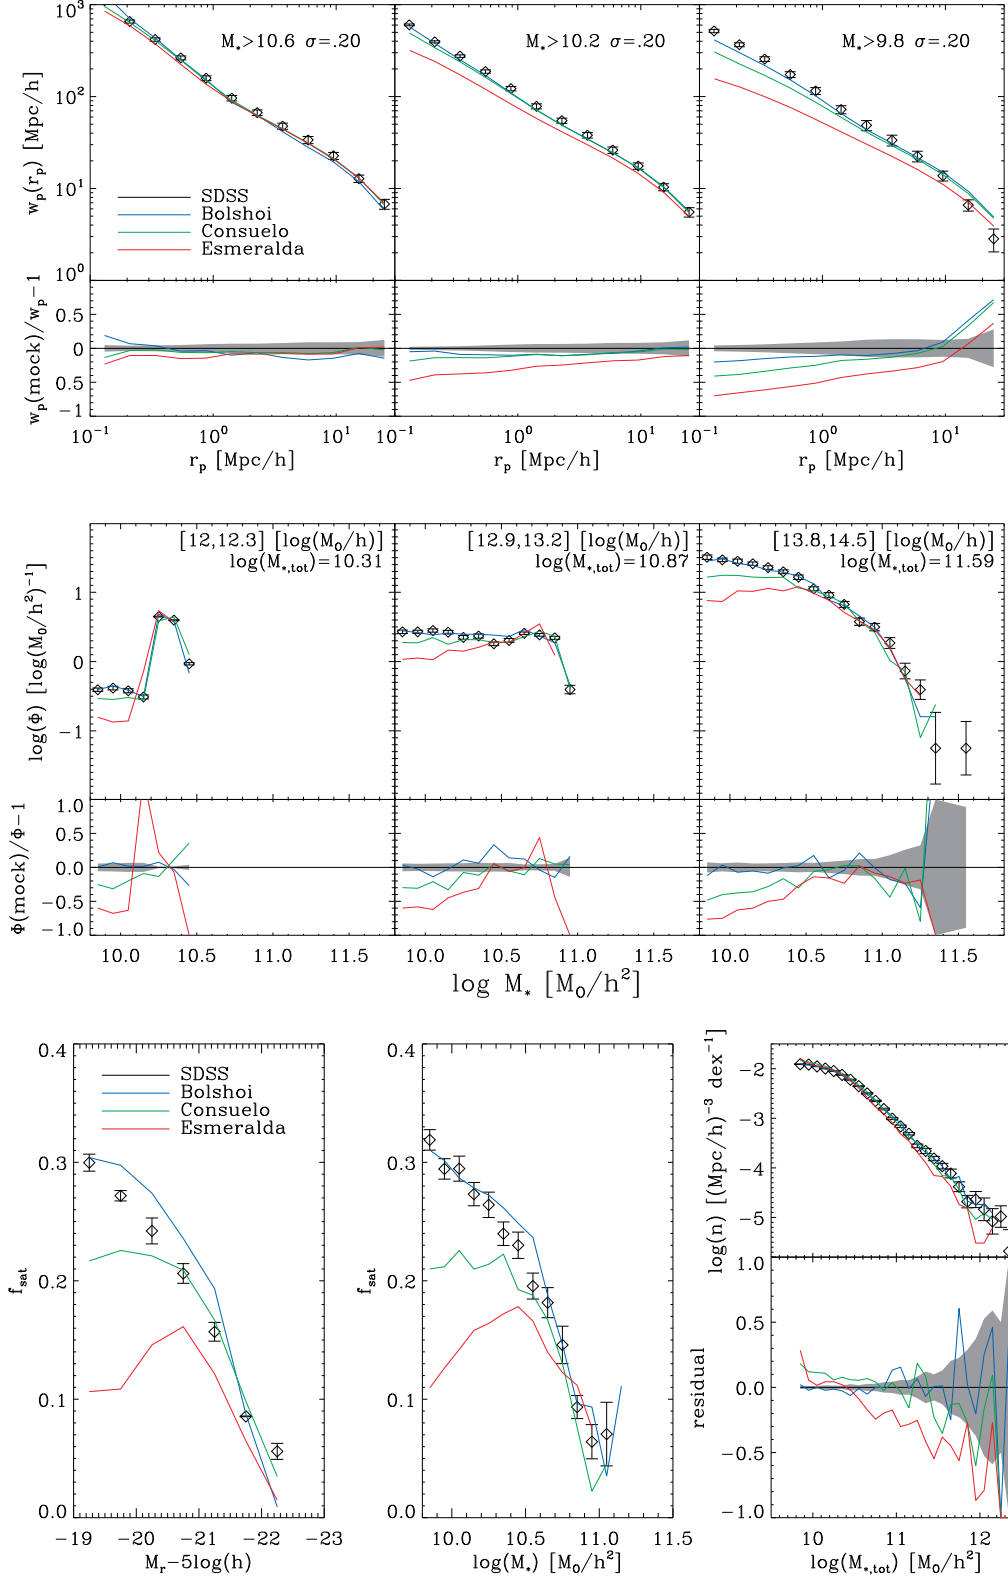 M*>10.6 σ=.20
M*>10.2 σ=.20
M*>9.8 σ=.20
10³
10²
10¹
10⁰
wₚ(rₚ) [Mpc/h]
SDSS
Bolshoi
Consuelo
Esmeralda
0.5
0
0.5
−1
wₚ(mock)/wₚ−1
10⁻¹ 10⁰ 10¹ 10⁻¹ 10⁰ 10¹ 10⁻¹ 10⁰ 10¹
rₚ [Mpc/h] rₚ [Mpc/h] rₚ [Mpc/h]
[12,12.3] [log(M₀/h)]
log(M*,tot)=10.31
[12.9,13.2] [log(M₀/h)]
log(M*,tot)=10.87
[13.8,14.5] [log(M₀/h)]
log(M*,tot)=11.59
1
0
−1
log(Φ) [log(M₀/h²)⁻¹]
1.0
0.5
0.0
−0.5
−1.0
Φ(mock)/Φ−1
10.0 10.5 11.0 11.5 10.0 10.5 11.0 11.5 10.0 10.5 11.0 11.5
log M* [M₀/h²]
0.4
0.3
0.2
0.1
0.0
f_sat
SDSS
Bolshoi
Consuelo
Esmeralda
−19 −20 −21 −22 −23
Mᵣ−5log(h)
0.4
0.3
0.2
0.1
0.0
f_sat
10.0 10.5 11.0 11.5
log(M*) [M₀/h²]
−2
−3
−4
−5
log(n) [(Mpc/h)⁻³ dex⁻¹]
1.0
0.5
0.0
−0.5
−1.0
residual
10 11 12
log(M*,tot) [M₀/h²]